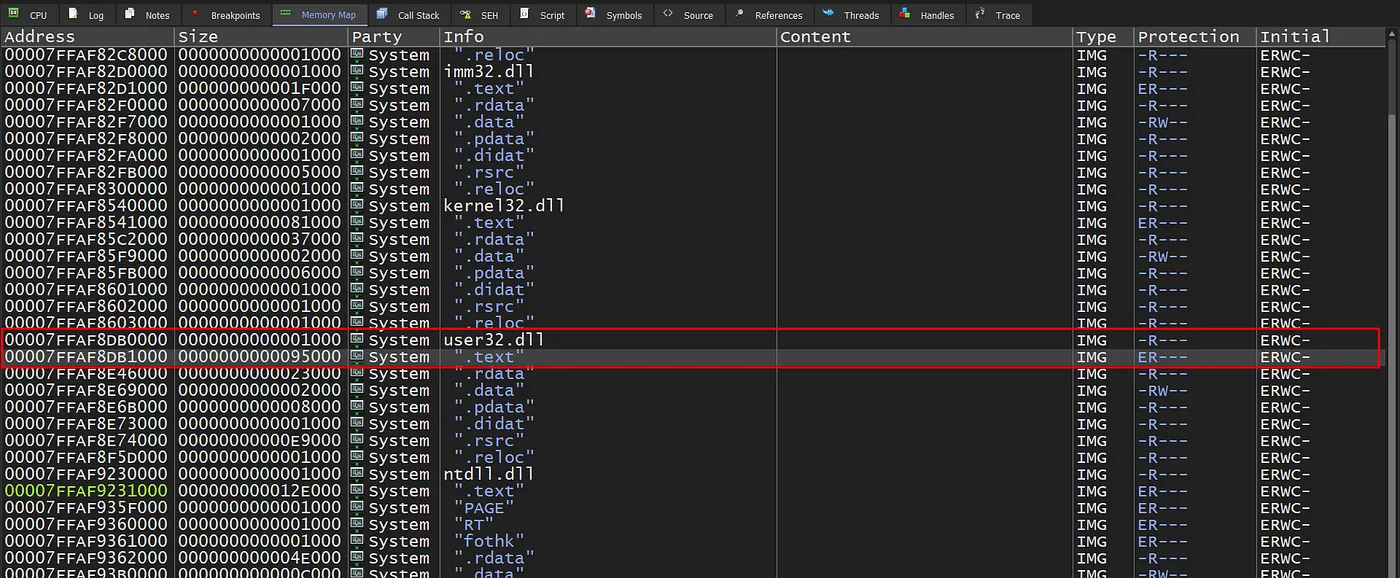 CPU Log Notes Breakpoints Memory Map Call Stack SEH Script Symbols Source References Threads Handles Trace
Address Size Party Info Content Type Protection Initial
00007FFAF82C8000 0000000000001000 System ".reloc" IMG -R--- ERWC-
00007FFAF82D0000 0000000000001000 System imm32.dll IMG -R--- ERWC-
00007FFAF82D1000 000000000001F000 System ".text" IMG ER--- ERWC-
00007FFAF82F0000 0000000000007000 System ".rdata" IMG -R--- ERWC-
00007FFAF82F7000 0000000000001000 System ".data" IMG -RW-- ERWC-
00007FFAF82F8000 0000000000002000 System ".pdata" IMG -R--- ERWC-
00007FFAF82FA000 0000000000001000 System ".didat" IMG -R--- ERWC-
00007FFAF82FB000 0000000000005000 System ".rsrc" IMG -R--- ERWC-
00007FFAF8300000 0000000000001000 System ".reloc" IMG -R--- ERWC-
00007FFAF8540000 0000000000001000 System kernel32.dll IMG -R--- ERWC-
00007FFAF8541000 0000000000081000 System ".text" IMG ER--- ERWC-
00007FFAF85C2000 0000000000037000 System ".rdata" IMG -R--- ERWC-
00007FFAF85F9000 0000000000002000 System ".data" IMG -RW-- ERWC-
00007FFAF85FB000 0000000000006000 System ".pdata" IMG -R--- ERWC-
00007FFAF8601000 0000000000001000 System ".didat" IMG -R--- ERWC-
00007FFAF8602000 0000000000001000 System ".rsrc" IMG -R--- ERWC-
00007FFAF8603000 0000000000001000 System ".reloc" IMG -R--- ERWC-
00007FFAF8DB0000 0000000000001000 System user32.dll IMG -R--- ERWC-
00007FFAF8DB1000 0000000000095000 System ".text" IMG ER--- ERWC-
00007FFAF8E46000 0000000000023000 System ".rdata" IMG -R--- ERWC-
00007FFAF8E69000 0000000000002000 System ".data" IMG -RW-- ERWC-
00007FFAF8E6B000 0000000000008000 System ".pdata" IMG -R--- ERWC-
00007FFAF8E73000 0000000000001000 System ".didat" IMG -R--- ERWC-
00007FFAF8E74000 00000000000E9000 System ".rsrc" IMG -R--- ERWC-
00007FFAF8F5D000 0000000000001000 System ".reloc" IMG -R--- ERWC-
00007FFAF9230000 0000000000001000 System ntdll.dll IMG -R--- ERWC-
00007FFAF9231000 000000000012E000 System ".text" IMG ER--- ERWC-
00007FFAF935F000 0000000000001000 System "PAGE" IMG ER--- ERWC-
00007FFAF9360000 0000000000001000 System "RT" IMG ER--- ERWC-
00007FFAF9361000 0000000000001000 System "fothk" IMG ER--- ERWC-
00007FFAF9362000 000000000004E000 System ".rdata" IMG -R--- ERWC-
00007FFAF93B0000 000000000000C000 System ".data" IMG -RW-- ERWC-